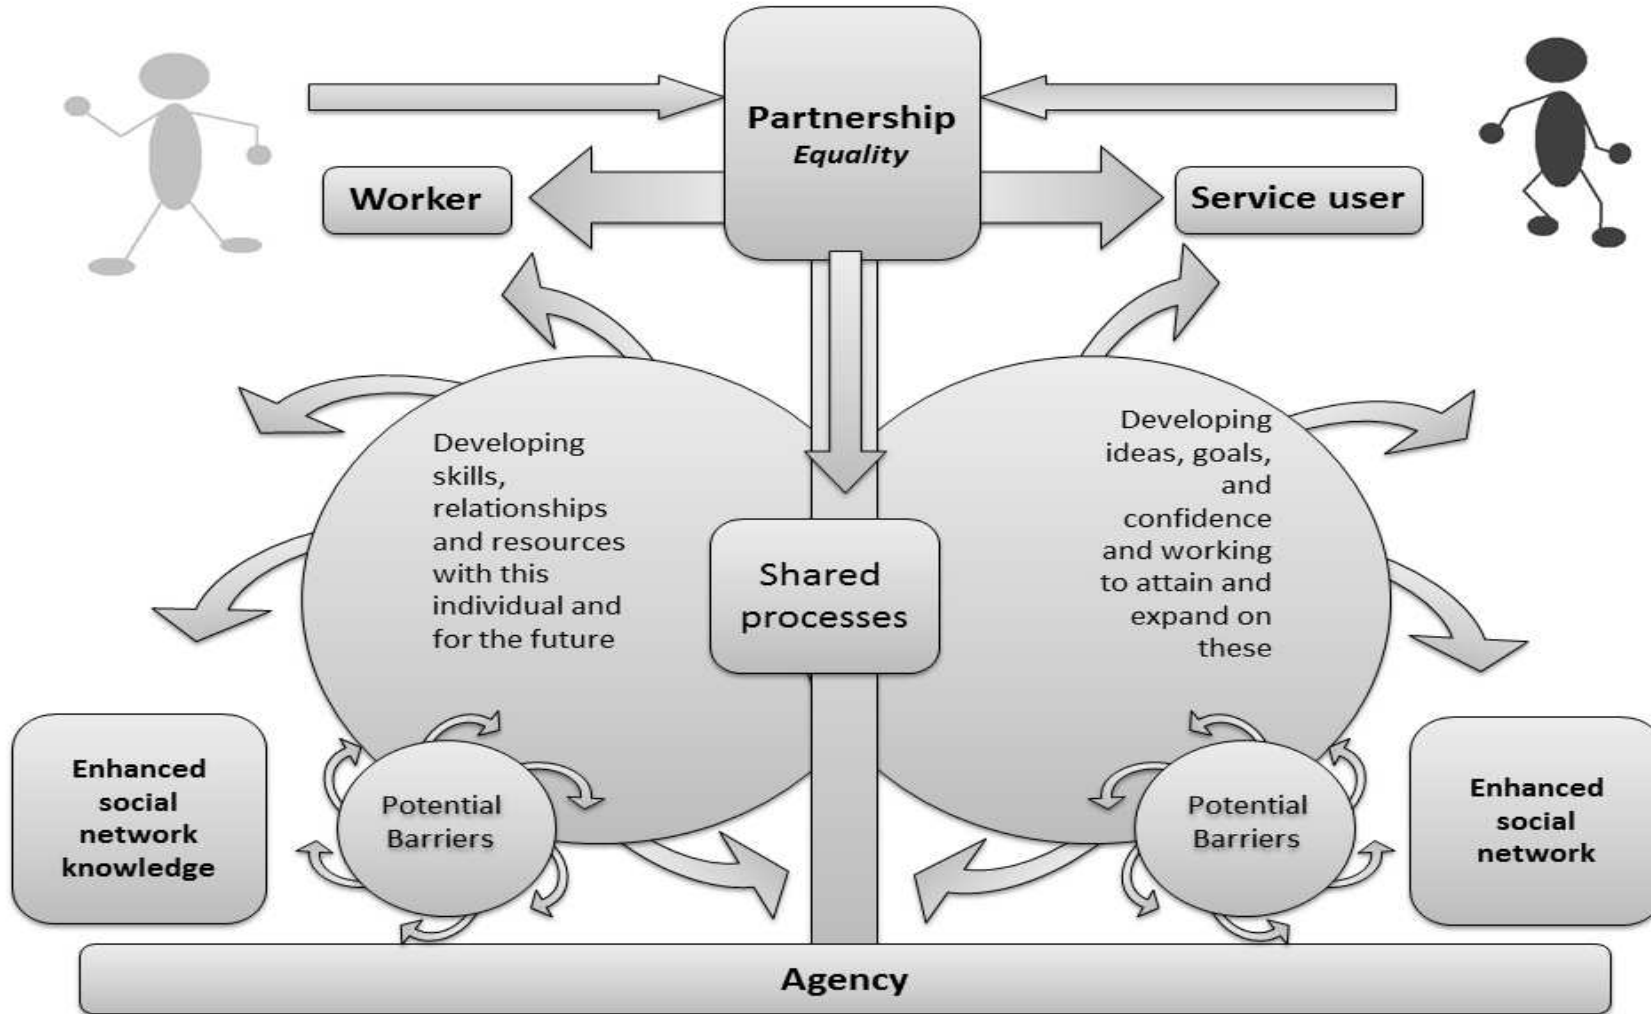 Partnership
Equality
Worker
Service user
Developing
skills,
relationships
and resources
with this
individual and
for the future
Developing
ideas, goals,
and
confidence
and working
to attain and
expand on
these
Shared
processes
Enhanced
social
network
knowledge
Potential
Barriers
Potential
Barriers
Enhanced
social
network
Agency